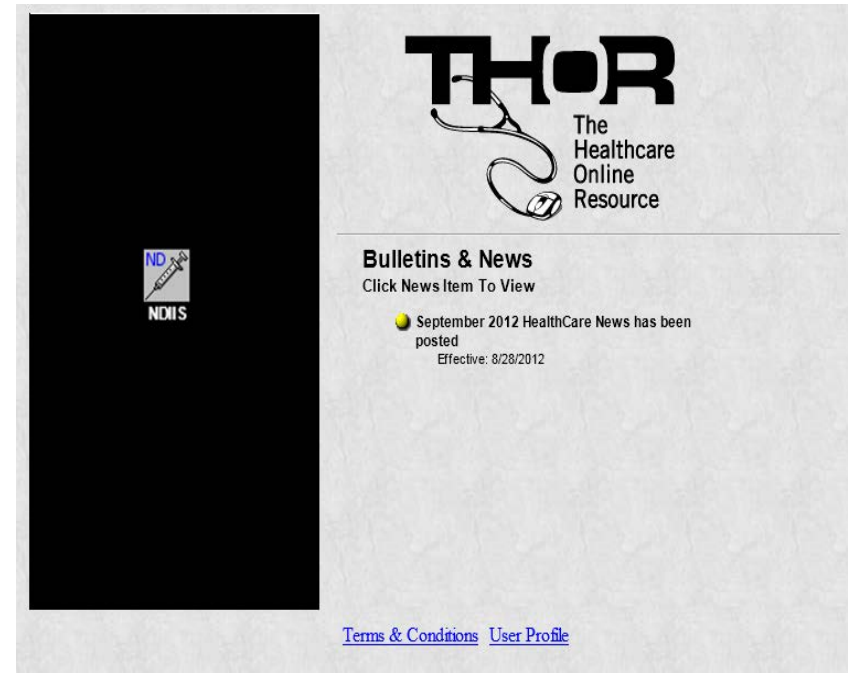 ND
NDIIS
THOR
The
Healthcare
Online
Resource
Bulletins & News
Click News Item To View
September 2012 HealthCare News has been
posted
Effective: 8/28/2012
Terms & Conditions User Profile